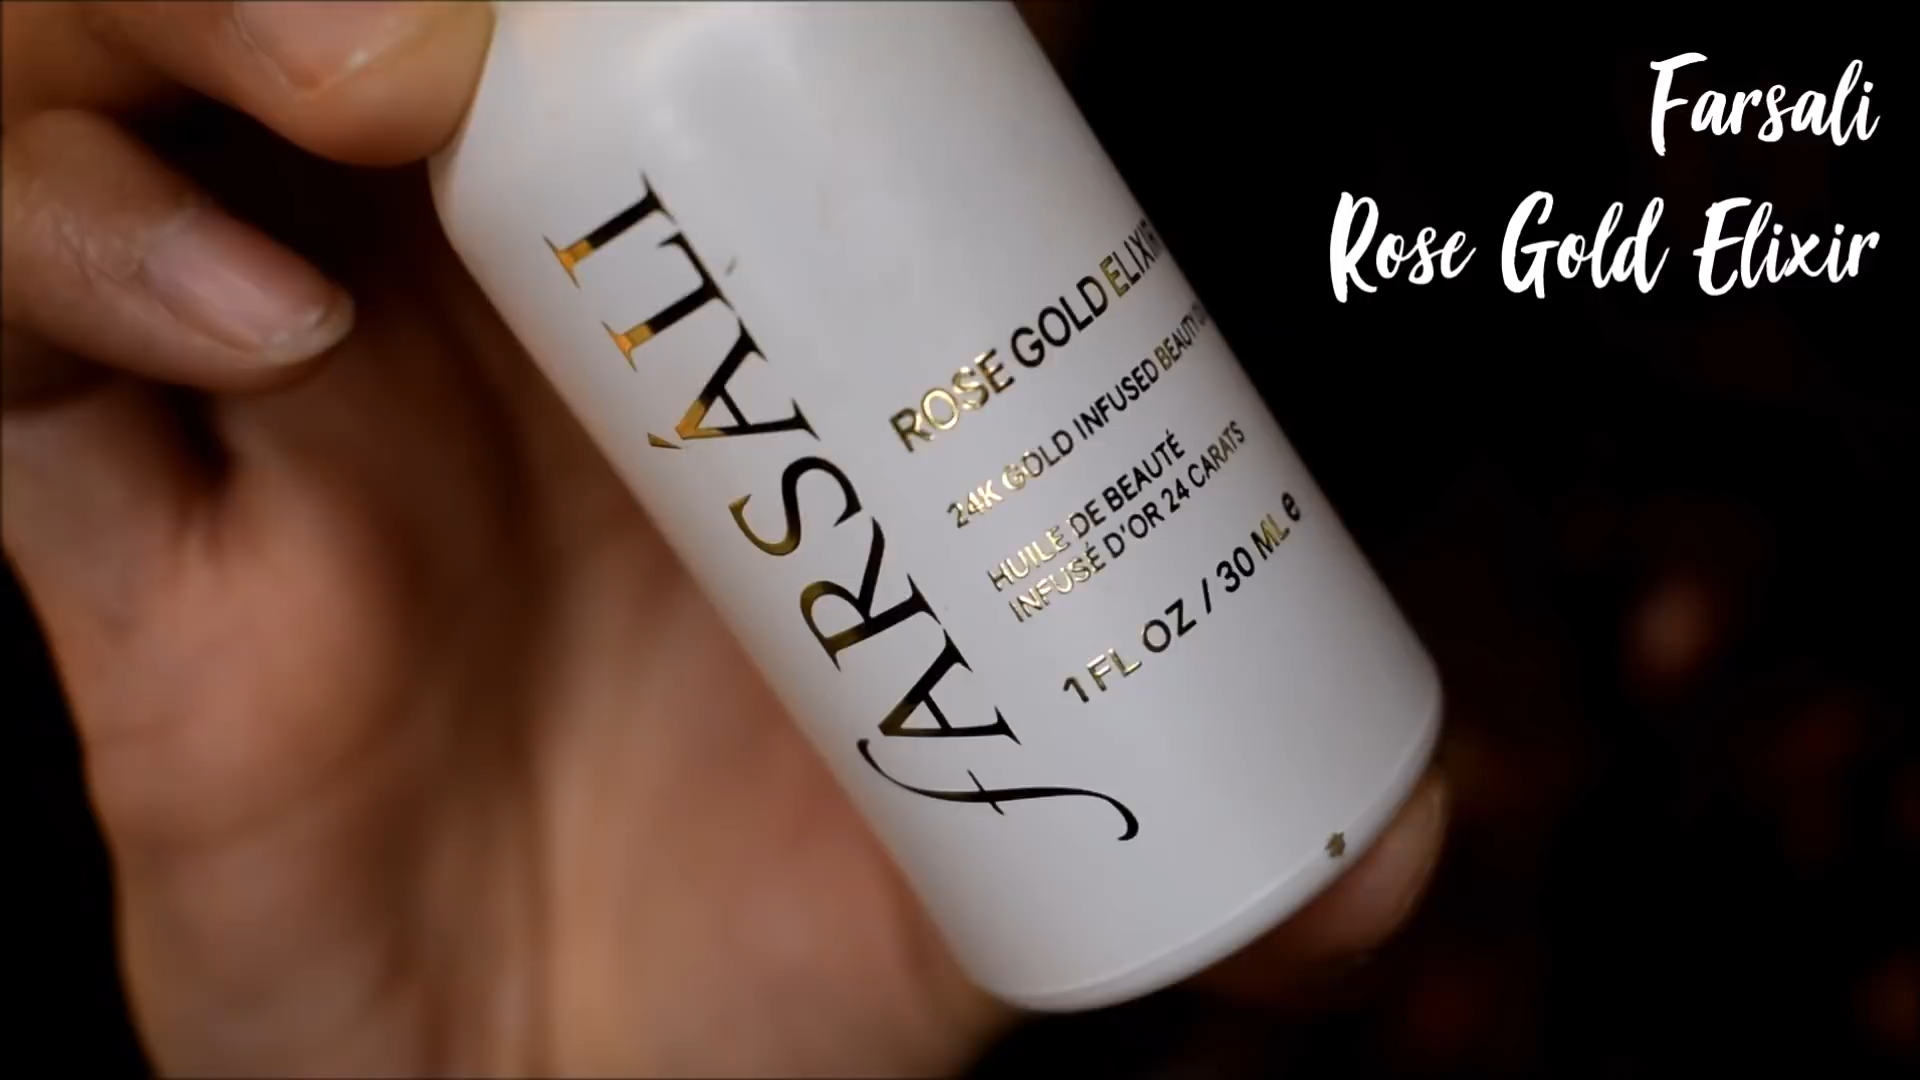 Farsali
Rose Gold Elixir
fARSÁLI
ROSE GOLD ELIXIR
24K GOLD INFUSED BEAUTY
HUILE DE BEAUTÉ
INFUSÉ D'OR 24 CARATS
1 FL OZ / 30 ML e